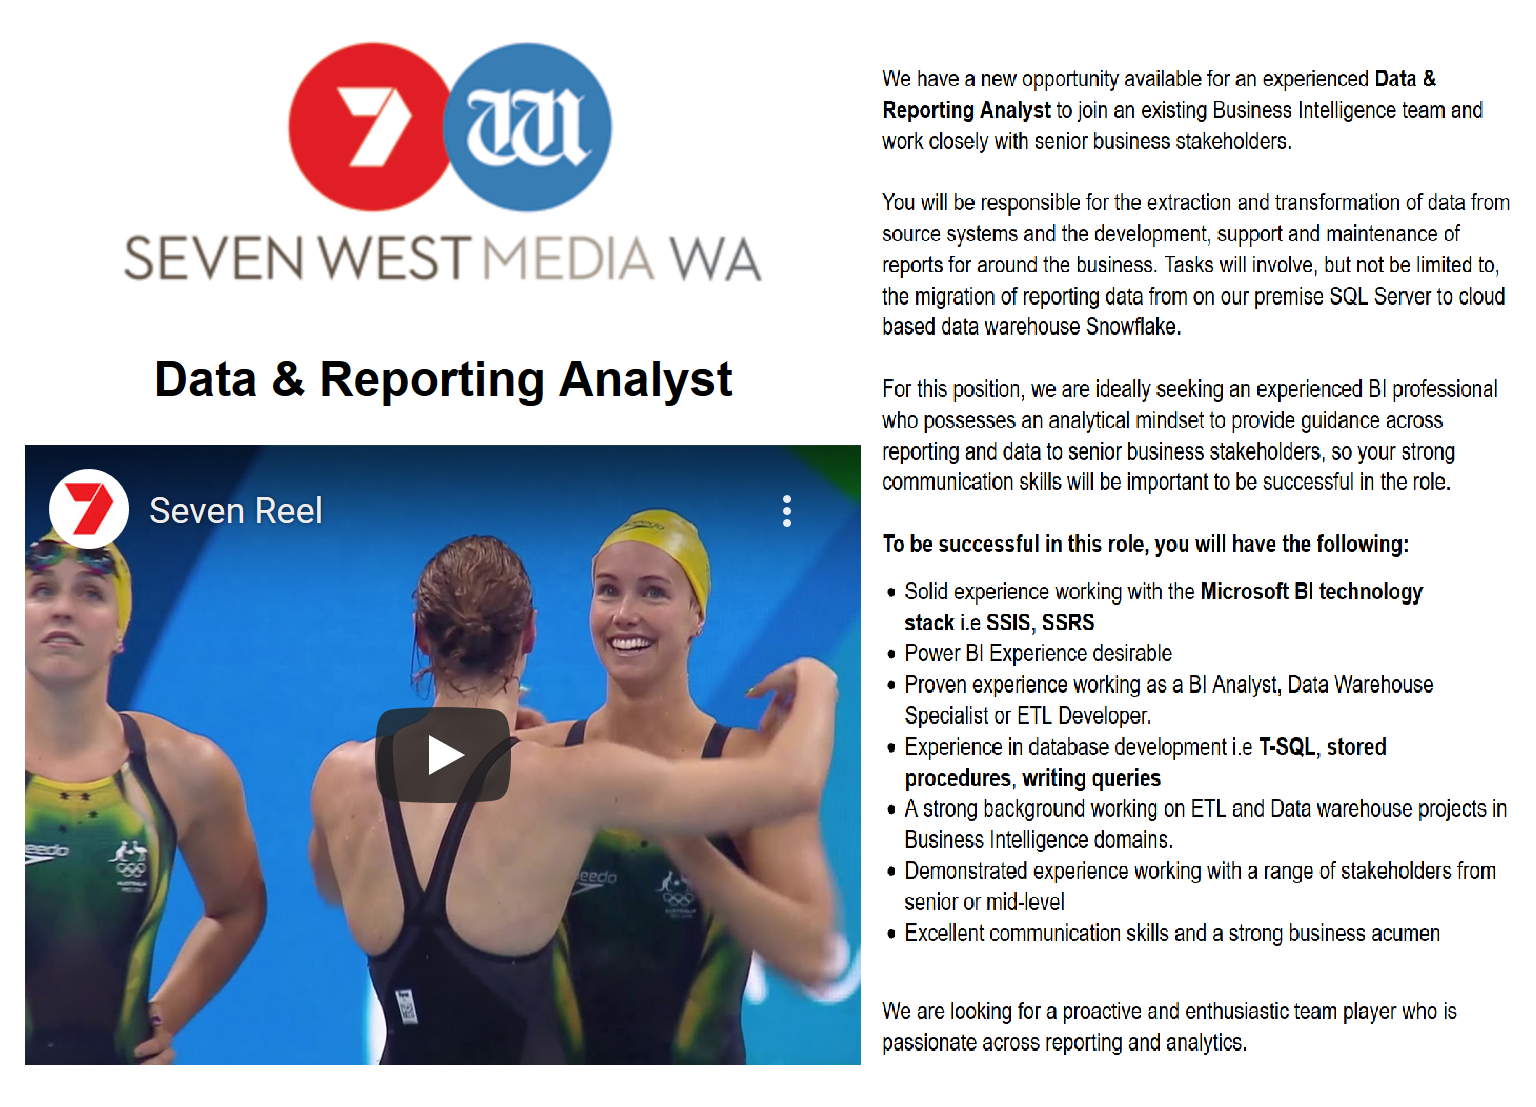 7 W
SEVEN WEST MEDIA WA
Data & Reporting Analyst
7 Seven Reel
speedo
eedo
AUSTRALIA
eedo
AUSTRALIA
We have a new opportunity available for an experienced Data &
Reporting Analyst to join an existing Business Intelligence team and
work closely with senior business stakeholders.
You will be responsible for the extraction and transformation of data from
source systems and the development, support and maintenance of
reports for around the business. Tasks will involve, but not be limited to,
the migration of reporting data from on our premise SQL Server to cloud
based data warehouse Snowflake.
For this position, we are ideally seeking an experienced BI professional
who possesses an analytical mindset to provide guidance across
reporting and data to senior business stakeholders, so your strong
communication skills will be important to be successful in the role.
To be successful in this role, you will have the following:
• Solid experience working with the Microsoft BI technology
stack i.e SSIS, SSRS
• Power BI Experience desirable
• Proven experience working as a BI Analyst, Data Warehouse
Specialist or ETL Developer.
• Experience in database development i.e T-SQL, stored
procedures, writing queries
• A strong background working on ETL and Data warehouse projects in
Business Intelligence domains.
• Demonstrated experience working with a range of stakeholders from
senior or mid-level
• Excellent communication skills and a strong business acumen
We are looking for a proactive and enthusiastic team player who is
passionate across reporting and analytics.